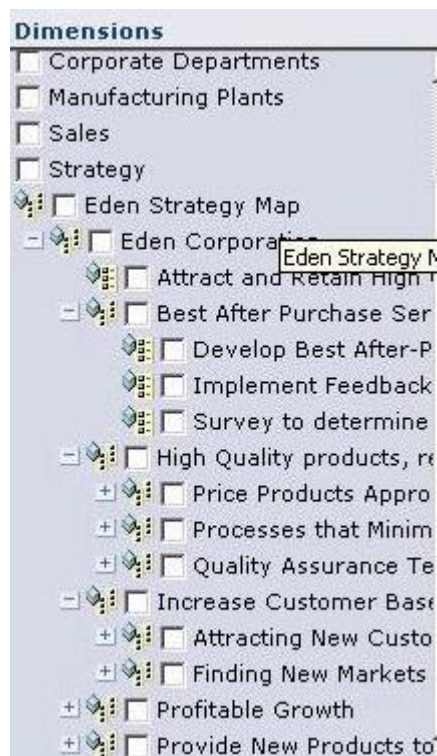 Dimensions
Corporate Departments
Manufacturing Plants
Sales
Strategy
Eden Strategy Map
Eden Corporation
Eden Strategy M
Attract and Retain High
Best After Purchase Ser
Develop Best After-P
Implement Feedback
Survey to determine
High Quality products, re
Price Products Appro
Processes that Minim
Quality Assurance Te
Increase Customer Base
Attracting New Custo
Finding New Markets
Profitable Growth
Provide New Products to